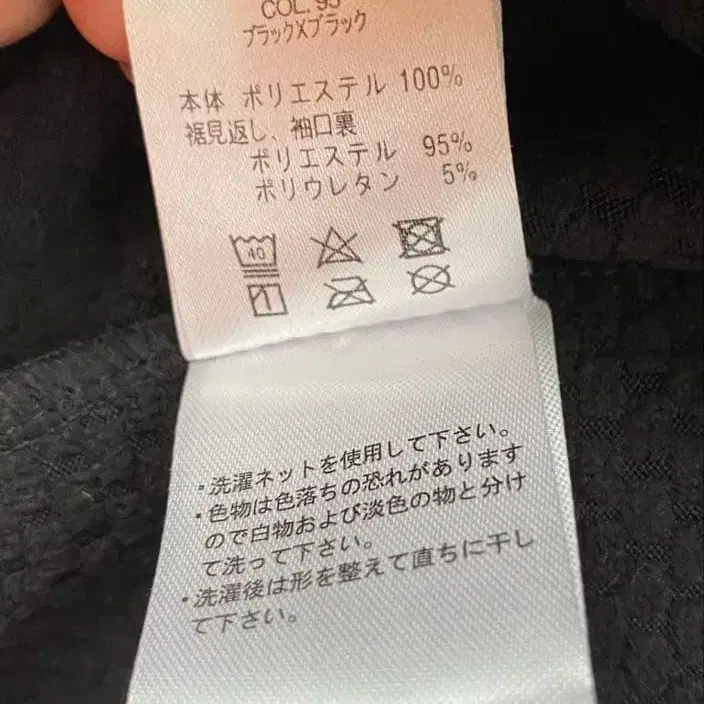 COL. 95
ブラックXブラック
本体 ポリエステル 100%
裾見返し、袖口裏
ポリエステル 95%
ポリウレタン 5%
40
・洗濯ネットを使用して下さい。
・色物は色落ちの恐れがあります
ので白物および淡色の物と分け
て洗って下さい。
・洗濯後は形を整えて直ちに干し
て下さい。